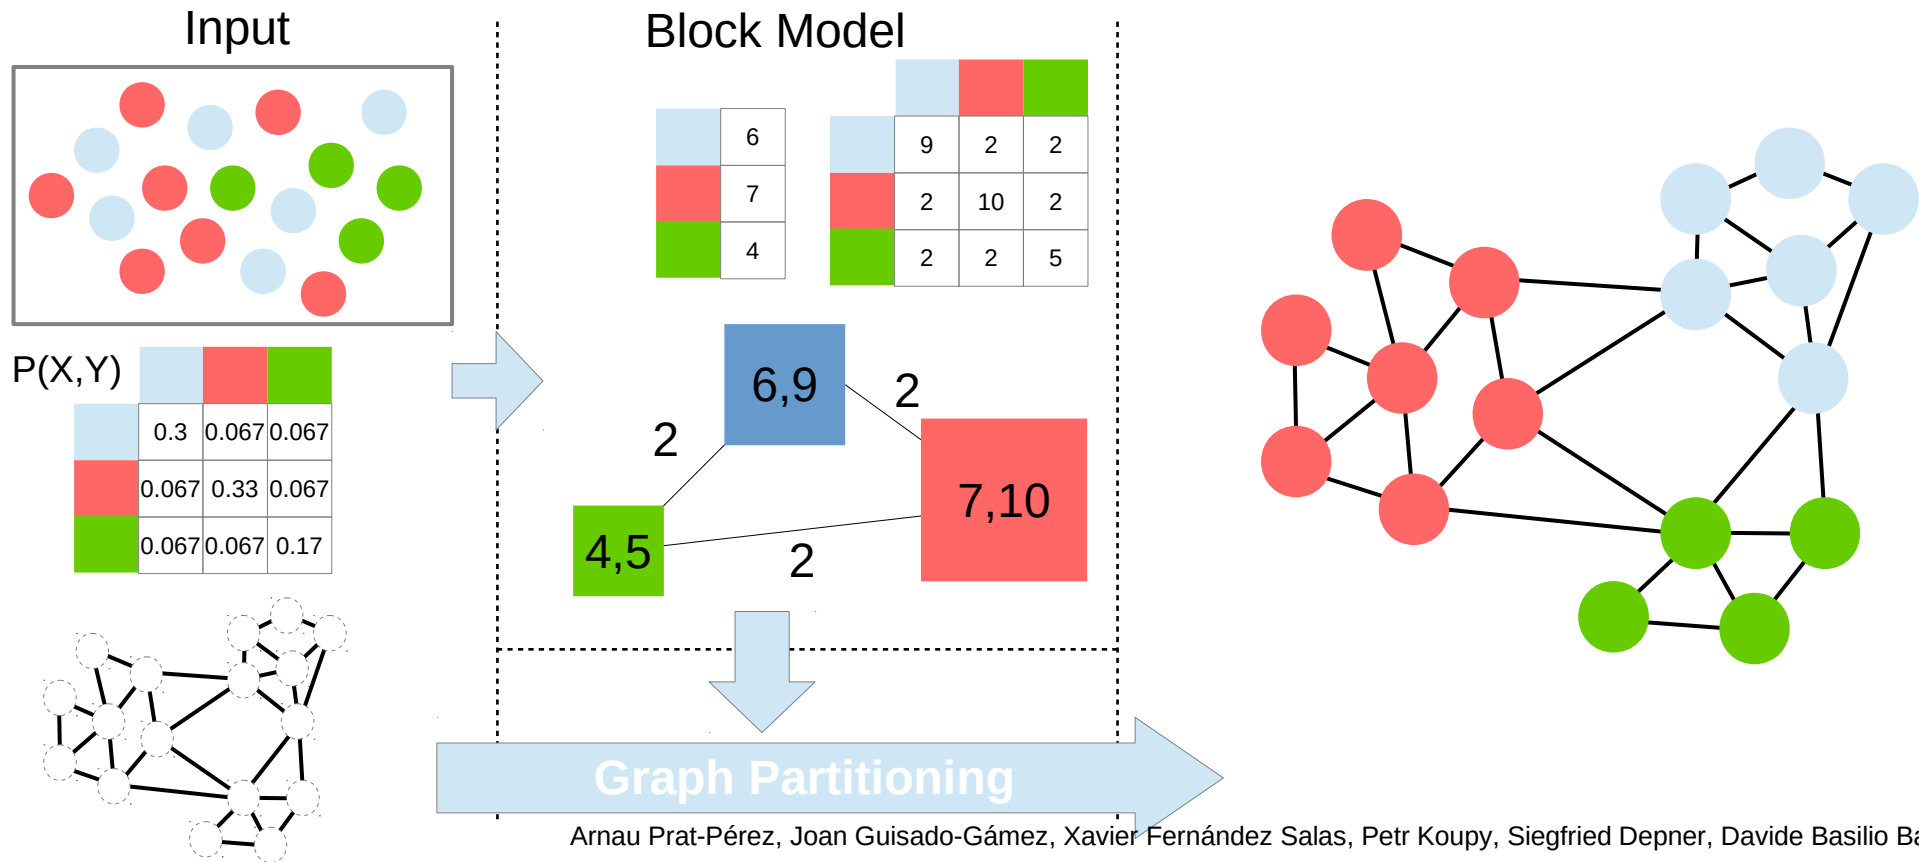 Input
Block Model
6
7
4
9 2 2
2 10 2
2 2 5
P(X,Y)
0.3 0.067 0.067
0.067 0.33 0.067
0.067 0.067 0.17
6,9
2
2
7,10
4,5
2
Graph Partitioning
Arnau Prat-Pérez, Joan Guisado-Gámez, Xavier Fernández Salas, Petr Koupy, Siegfried Depner, Davide Basilio